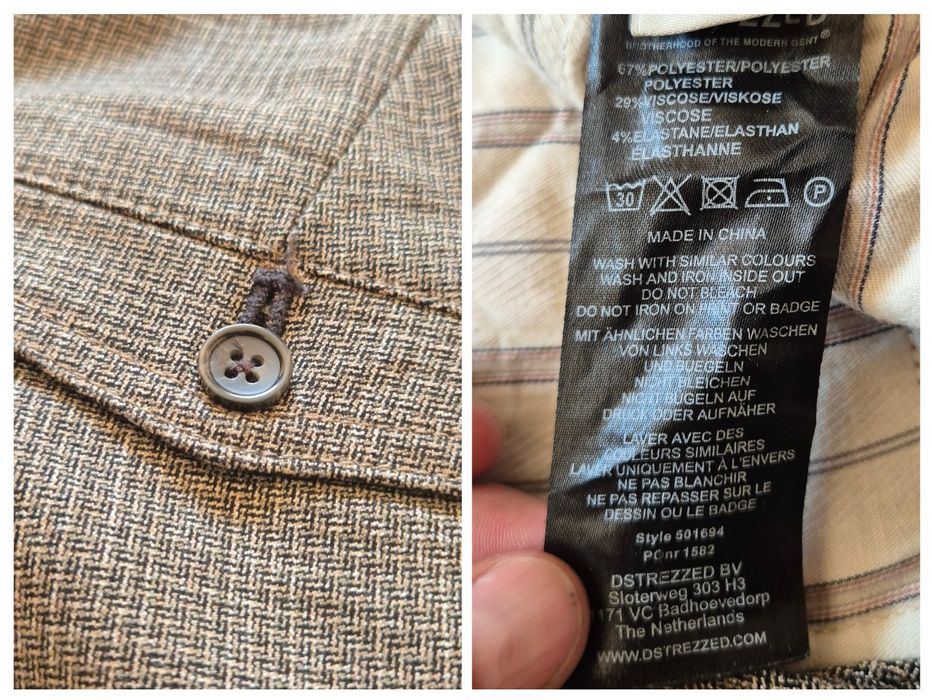 BROTHERHOOD OF THE MODERN GENT®
67% POLYESTER/POLYESTER
POLYESTER
29% VISCOSE/VISKOSE
VISCOSE
4% ELASTANE/ELASTHAN
ELASTHANNE
30 P
MADE IN CHINA
WASH WITH SIMILAR COLOURS
WASH AND IRON INSIDE OUT
DO NOT BLEACH
DO NOT IRON ON PRINT OR BADGE
MIT ÄHNLICHEN FARBEN WASCHEN
VON LINKS WASCHEN
UND BUEGELN
NICHT BLEICHEN
NICHT BÜGELN AUF
DRUCK ODER AUFNÄHER
LAVER AVEC DES
COULEURS SIMILAIRES
LAVER UNIQUEMENT À L'ENVERS
NE PAS BLANCHIR
NE PAS REPASSER SUR LE
DESSIN OU LE BADGE
Style 501694
POnr 1582
DSTREZZED BV
Sloterweg 303 H3
1171 VC Badhoevedorp
The Netherlands
WWW.DSTREZZED.COM